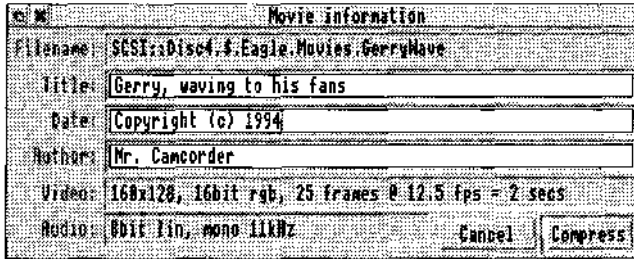 Movie information
Filename: SCSI::Disc4.$.Eagle.Movies.GerryWave
Title: Gerry, waving to his fans
Date: Copyright (c) 1994
Author: Mr. Camcorder
Video: 160x128, 16bit rgb, 25 frames @ 12.5 fps = 2 secs
Audio: 8bit lin, mono 11kHz
Cancel Compress